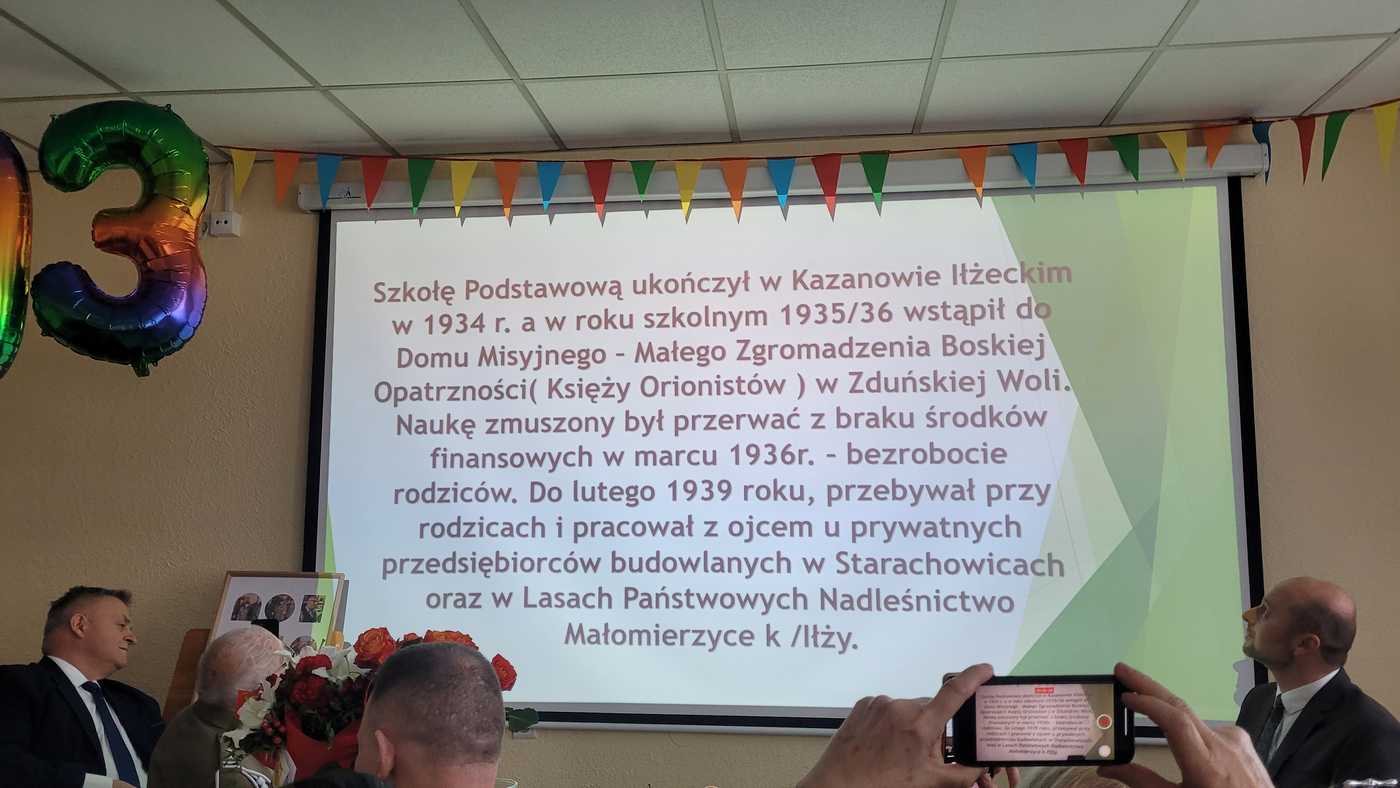 3
Szkołę Podstawową ukończył w Kazanowie Iłżeckim
w 1934 r. a w roku szkolnym 1935/36 wstąpił do
Domu Misyjnego – Małego Zgromadzenia Boskiej
Opatrzności( Księży Orionistów ) w Zduńskiej Woli.
Naukę zmuszony był przerwać z braku środków
finansowych w marcu 1936r. – bezrobocie
rodziców. Do lutego 1939 roku, przebywał przy
rodzicach i pracował z ojcem u prywatnych
przedsiębiorców budowlanych w Starachowicach
oraz w Lasach Państwowych Nadleśnictwo
Małomierzyce k /Iłży.